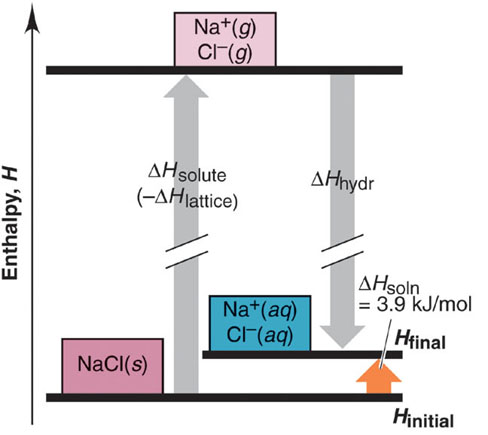 Na⁺(g)
Cl⁻(g)
Enthalpy, H
ΔHsolute
(–ΔHlattice)
ΔHhydr
ΔHsoln
= 3.9 kJ/mol
Na⁺(aq)
Cl⁻(aq)
Hfinal
NaCl(s)
Hinitial